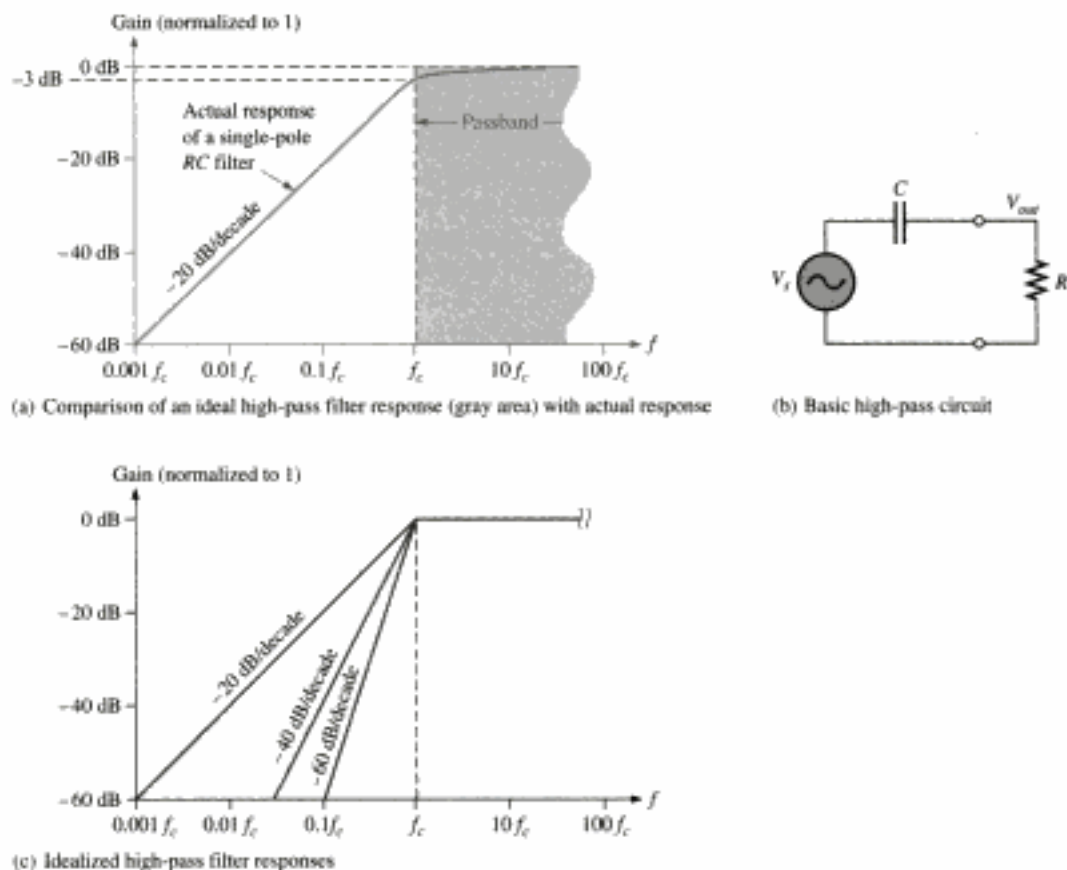 Gain (normalized to 1)
0 dB
−3 dB
Actual response
of a single-pole
RC filter
Passband
−20 dB
−20 dB/decade
−40 dB
−60 dB
0.001 fc 0.01 fc 0.1 fc fc 10 fc 100 fc
f
(a) Comparison of an ideal high-pass filter response (gray area) with actual response
C
Vout
Vs
R
(b) Basic high-pass circuit
Gain (normalized to 1)
0 dB
−20 dB
−20 dB/decade
−40 dB
−40 dB/decade
−60 dB/decade
−60 dB
0.001 fc 0.01 fc 0.1 fc fc 10 fc 100 fc
f
(c) Idealized high-pass filter responses